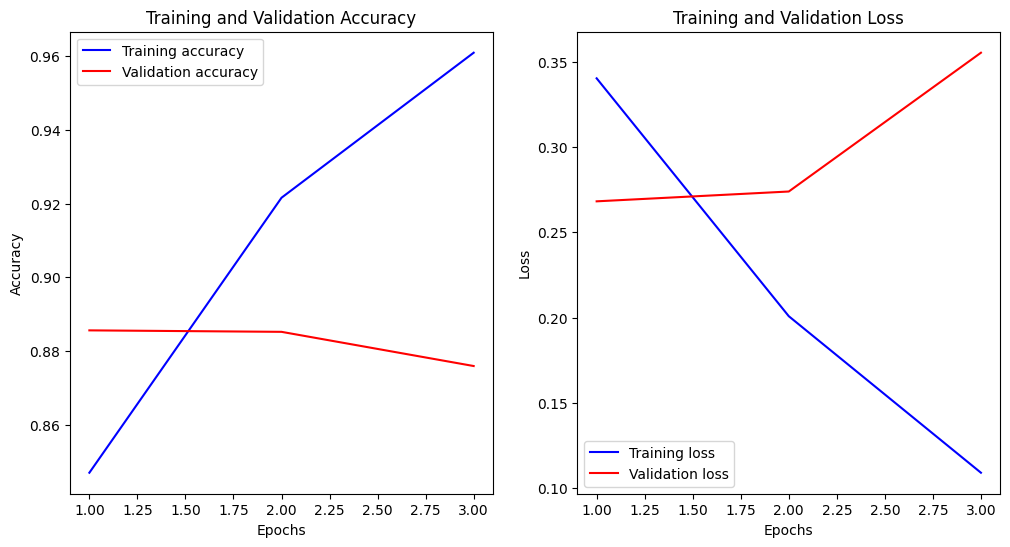 Training and Validation Accuracy
Training accuracy
Validation accuracy
0.96
0.94
0.92
0.90
0.88
0.86
Accuracy
1.00 1.25 1.50 1.75 2.00 2.25 2.50 2.75 3.00
Epochs
Training and Validation Loss
0.35
0.30
0.25
0.20
0.15
0.10
Loss
Training loss
Validation loss
1.00 1.25 1.50 1.75 2.00 2.25 2.50 2.75 3.00
Epochs